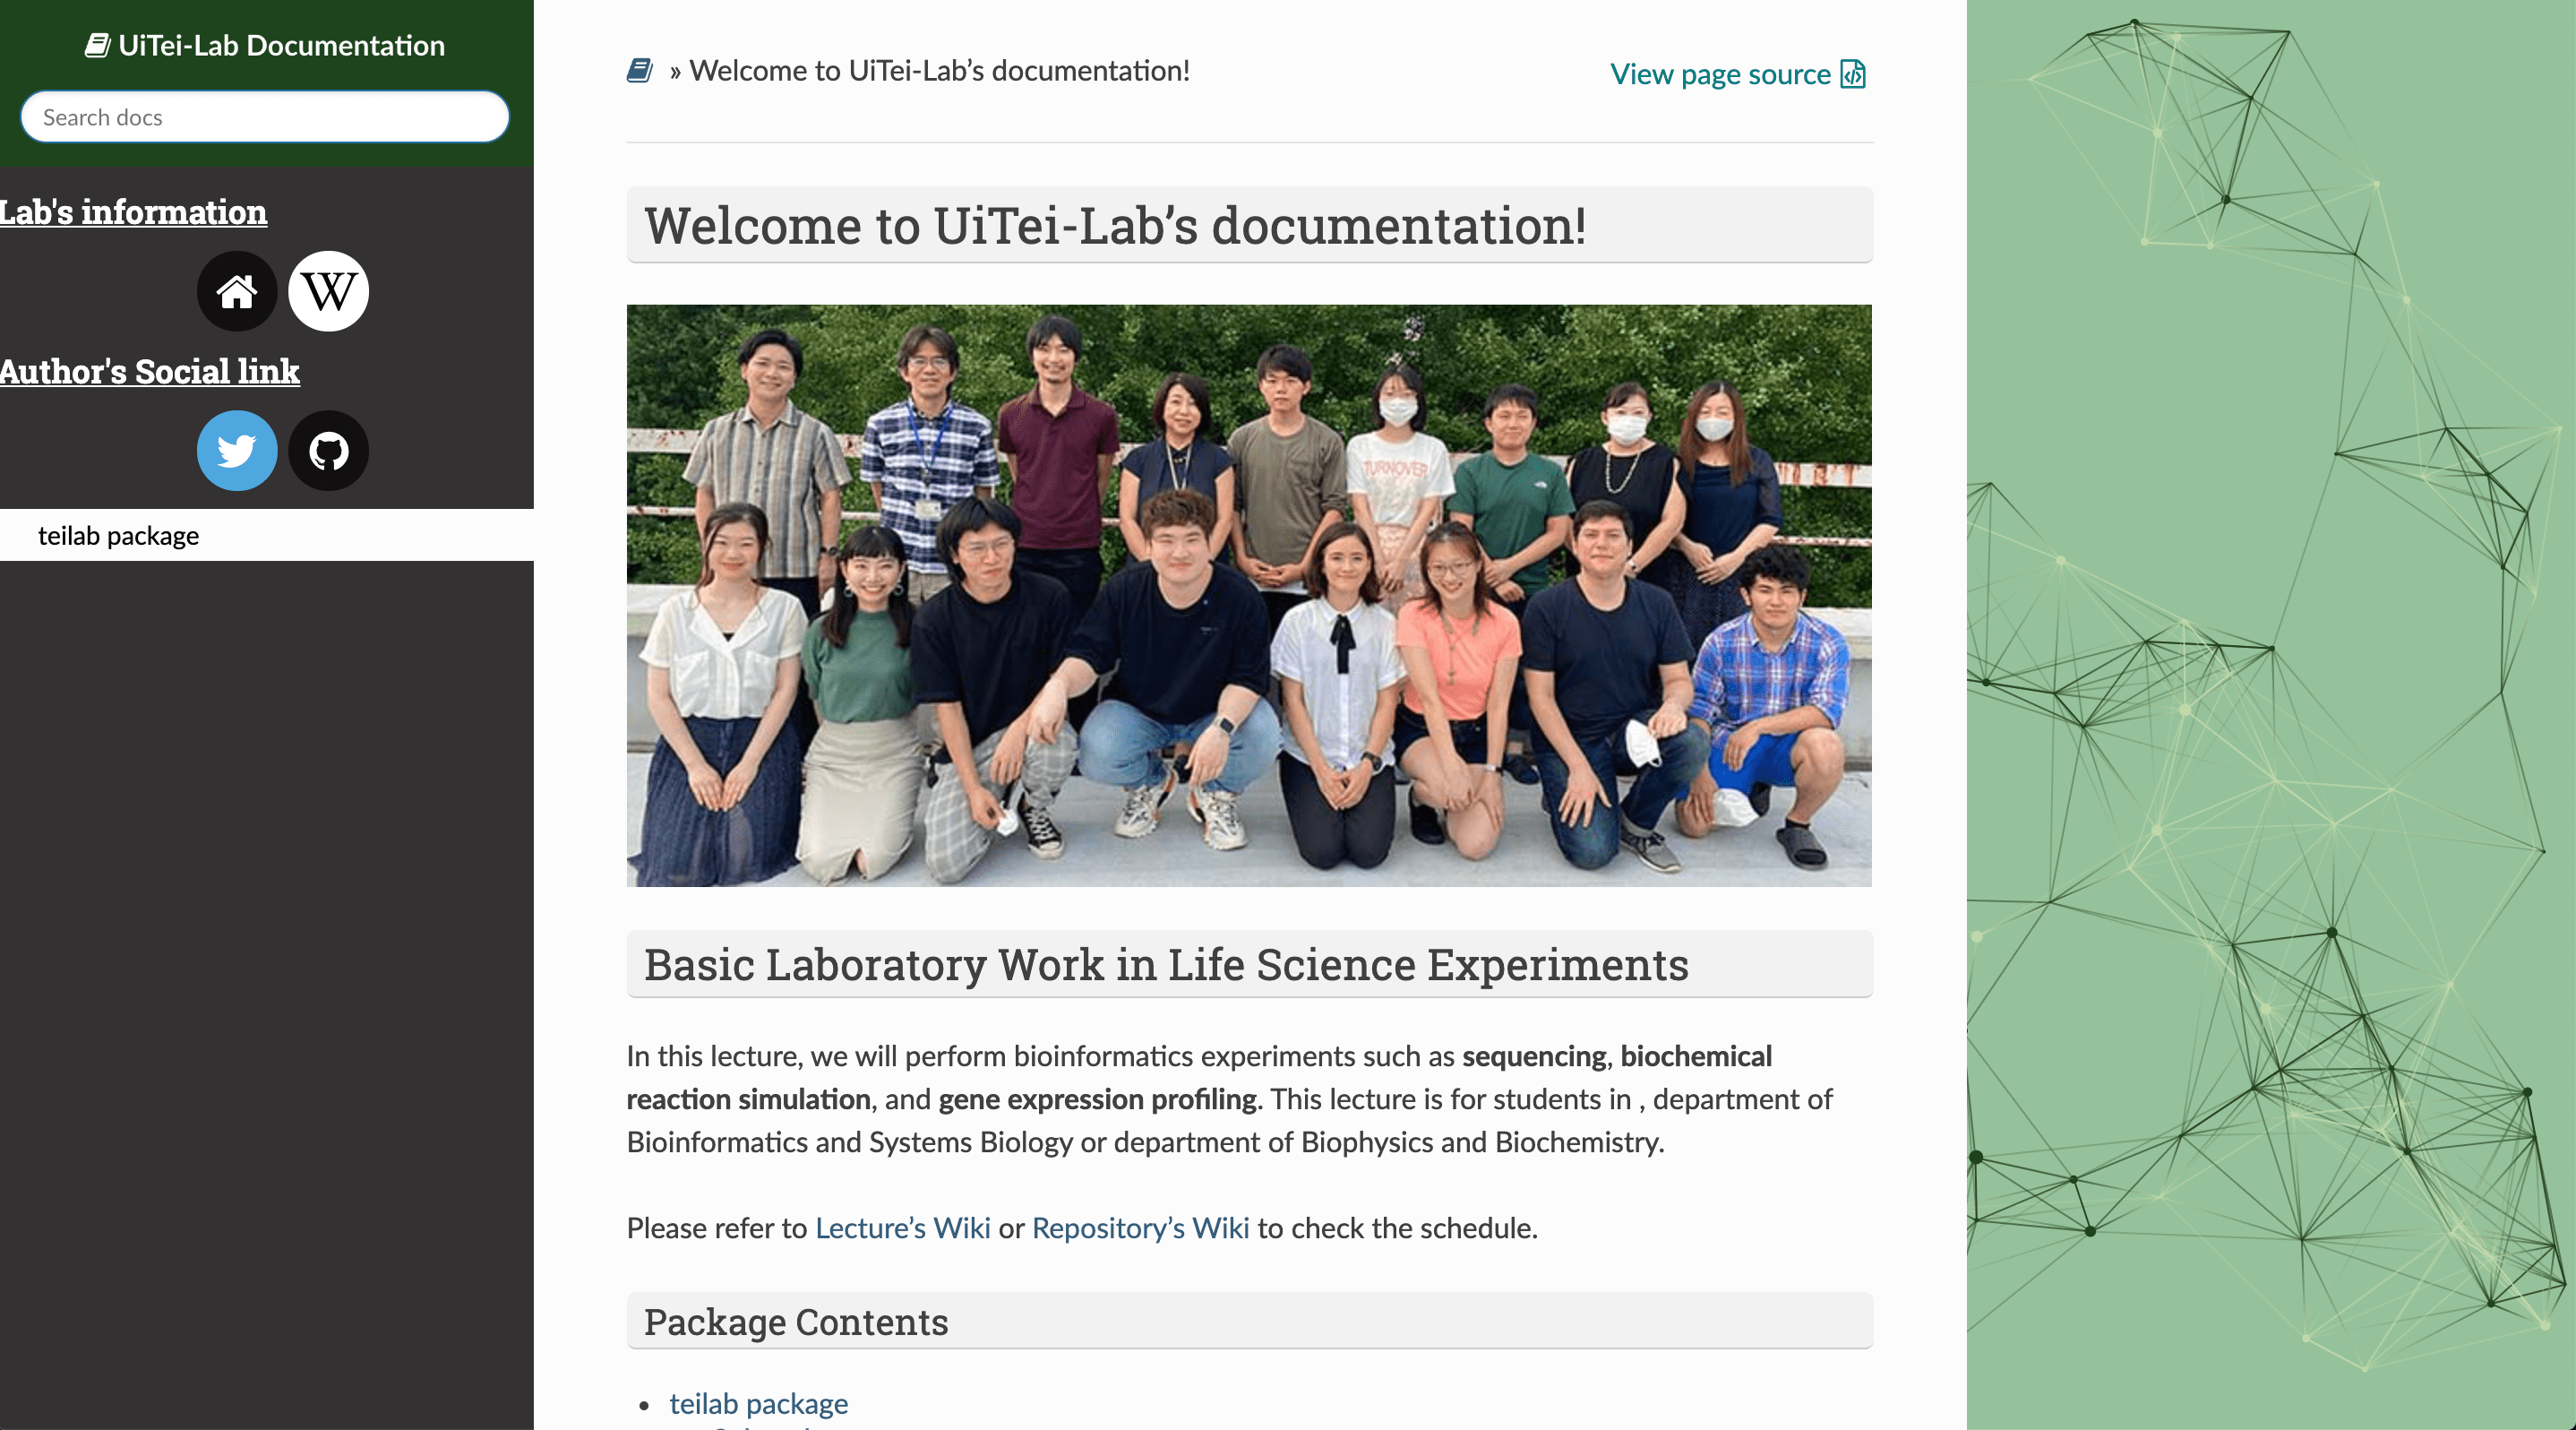 UiTei-Lab Documentation
Search docs
Lab's information
W
Author's Social link
teilab package
» Welcome to UiTei-Lab’s documentation!
View page source
Welcome to UiTei-Lab’s documentation!
TURNOVER
Basic Laboratory Work in Life Science Experiments
In this lecture, we will perform bioinformatics experiments such as sequencing, biochemical
reaction simulation, and gene expression profiling. This lecture is for students in , department of
Bioinformatics and Systems Biology or department of Biophysics and Biochemistry.
Please refer to Lecture’s Wiki or Repository’s Wiki to check the schedule.
Package Contents
• teilab package